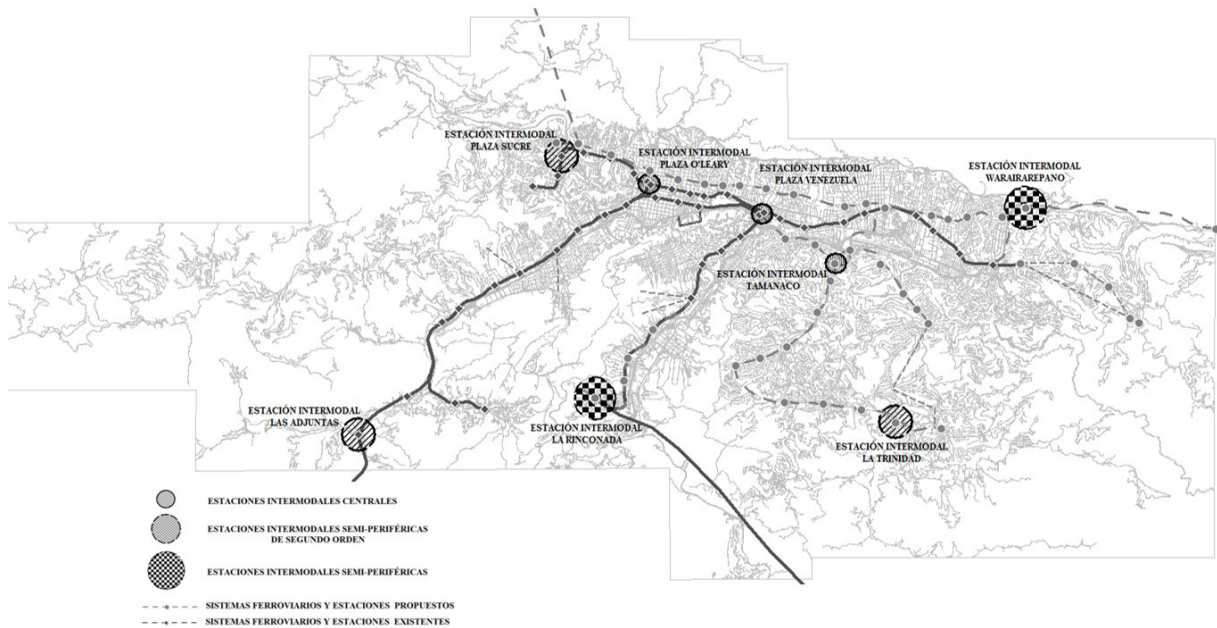 ESTACIÓN INTERMODAL
PLAZA SUCRE
ESTACIÓN INTERMODAL
PLAZA O'LEARY
ESTACIÓN INTERMODAL
PLAZA VENEZUELA
ESTACIÓN INTERMODAL
WARAIRAREPANO
ESTACIÓN INTERMODAL
TAMANACO
ESTACIÓN INTERMODAL
LAS ADJUNTAS
ESTACIÓN INTERMODAL
LA RINCONADA
ESTACIÓN INTERMODAL
LA TRINIDAD
ESTACIONES INTERMODALES CENTRALES
ESTACIONES INTERMODALES SEMI-PERIFÉRICAS
DE SEGUNDO ORDEN
ESTACIONES INTERMODALES SEMI-PERIFÉRICAS
SISTEMAS FERROVIARIOS Y ESTACIONES PROPUESTOS
SISTEMAS FERROVIARIOS Y ESTACIONES EXISTENTES